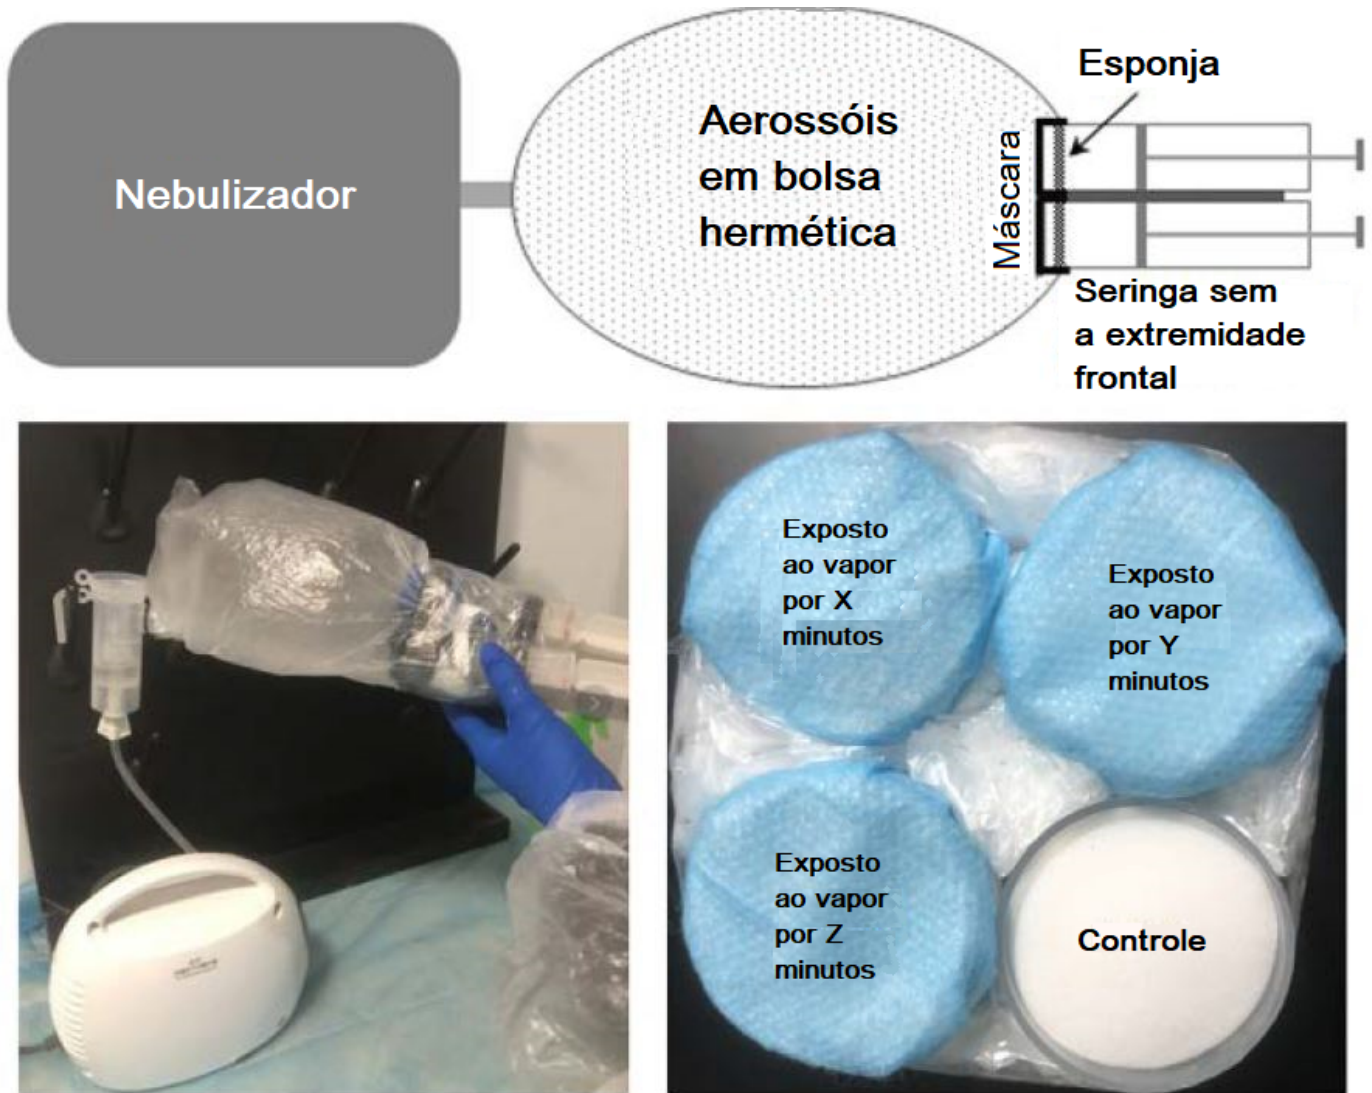 Nebulizador
Aerossóis
em bolsa
hermética
Máscara
Esponja
Seringa sem
a extremidade
frontal
Exposto
ao vapor
por X
minutos
Exposto
ao vapor
por Y
minutos
Exposto
ao vapor
por Z
minutos
Controle